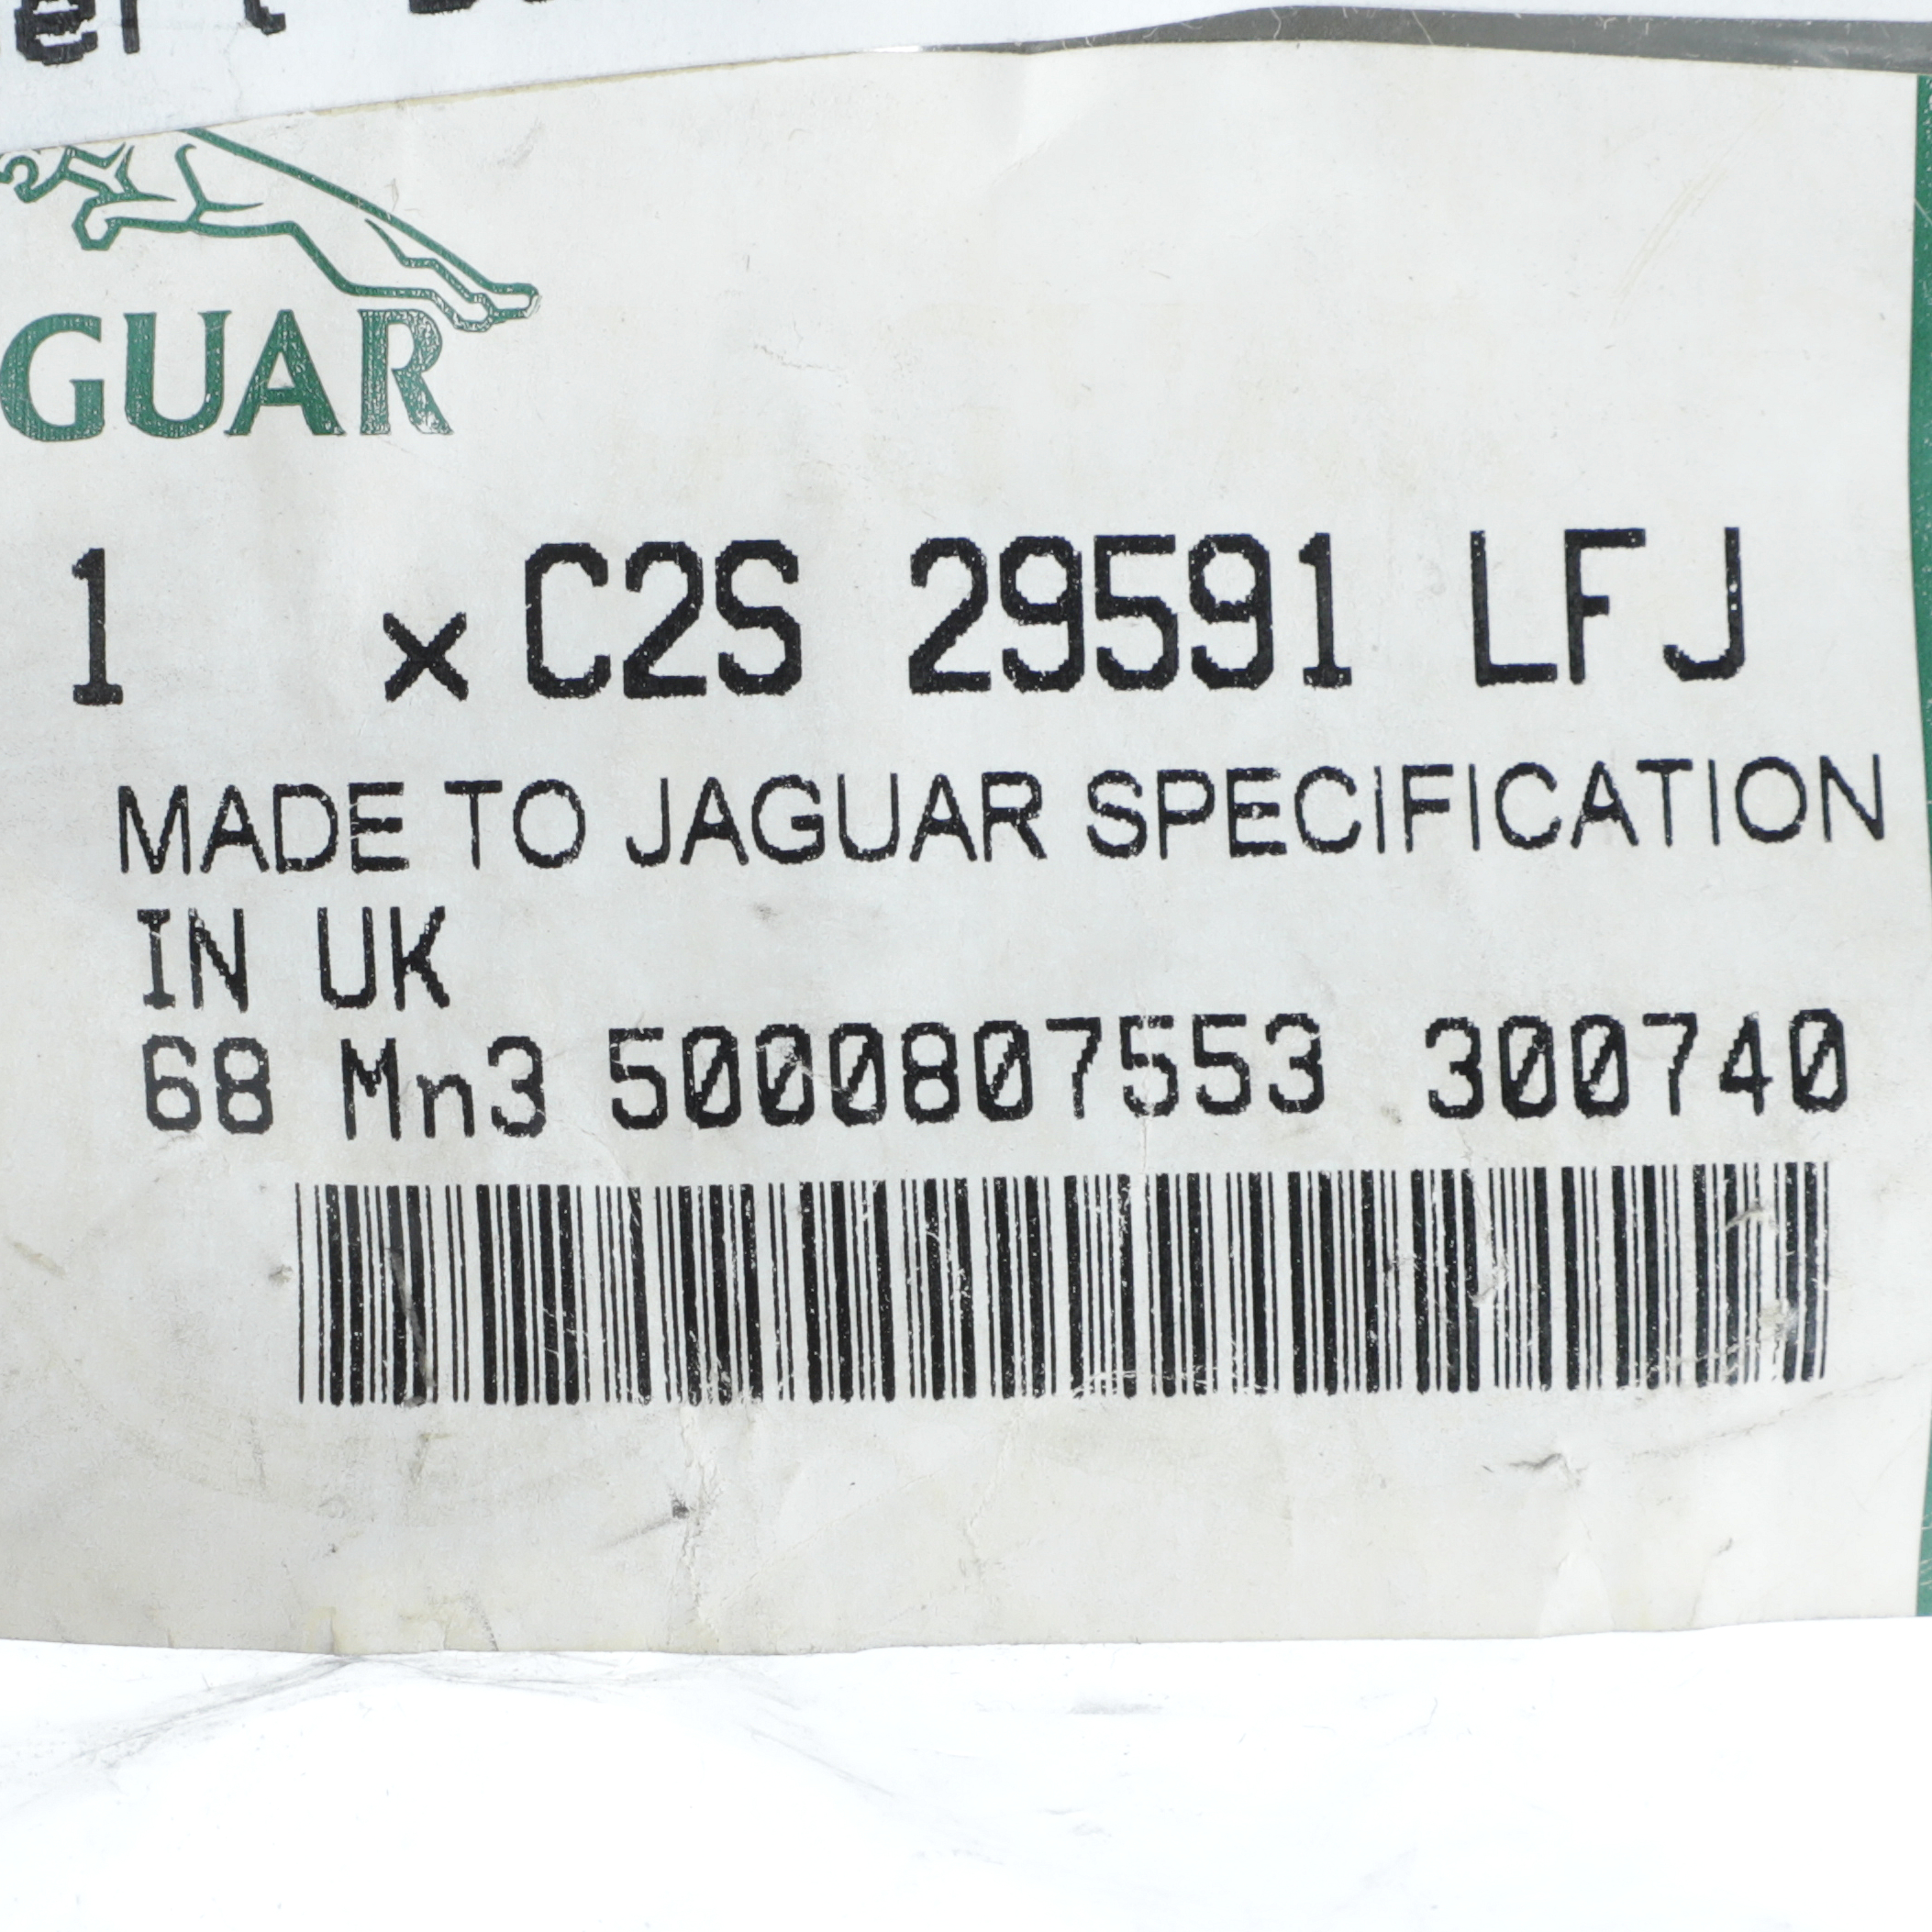 GUAR
1 x C2S 29591 LFJ
MADE TO JAGUAR SPECIFICATION
IN UK
68 Mn3 5000807553 300740